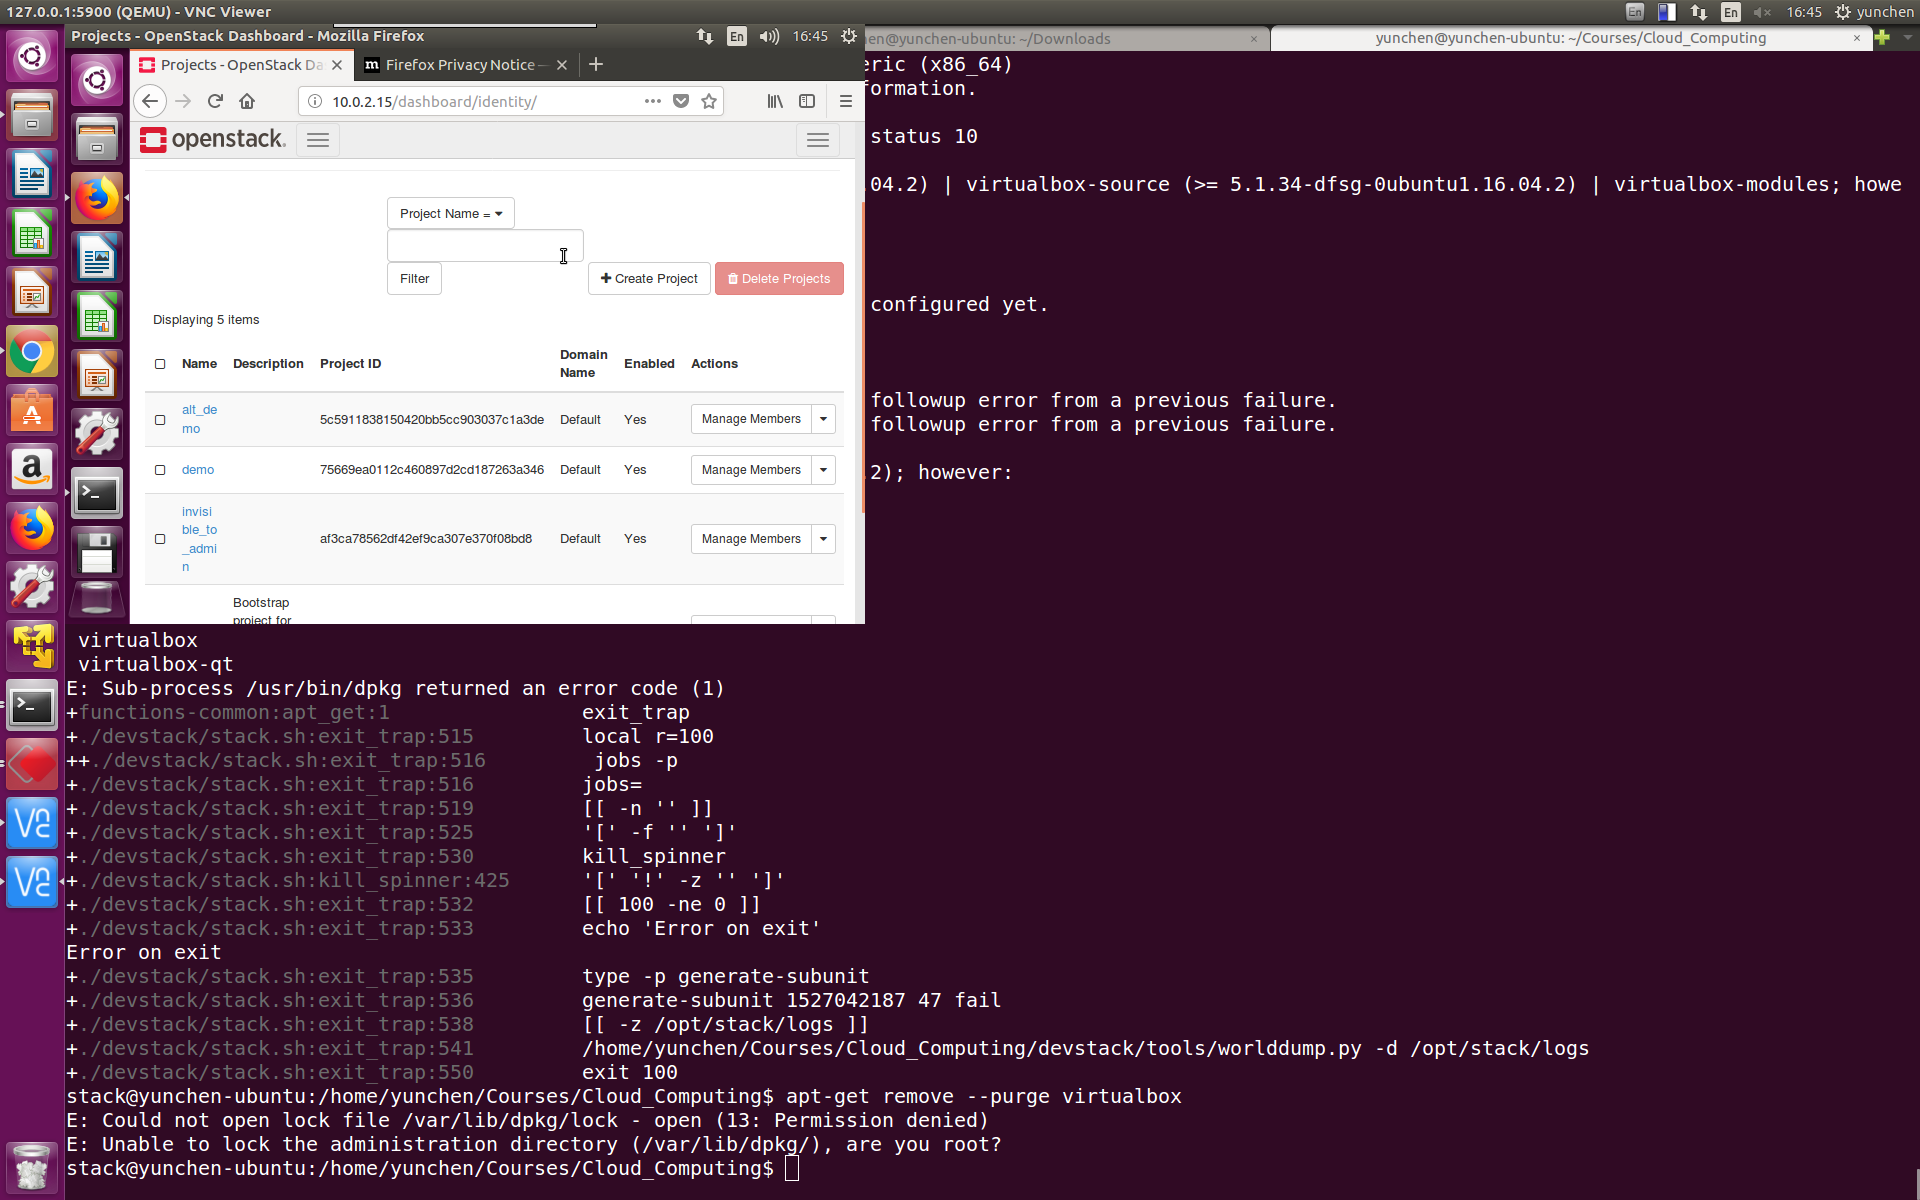 127.0.0.1:5900 (QEMU) - VNC Viewer
En
En
16:45
yunchen
Projects - OpenStack Dashboard - Mozilla Firefox
En
16:45
Projects - OpenStack Da
m Firefox Privacy Notice
10.0.2.15/dashboard/identity/
openstack.
Project Name =
Filter
Create Project
Delete Projects
Displaying 5 items
Name Description Project ID Domain Name Enabled Actions
alt_demo 5c5911838150420bb5cc903037c1a3de Default Yes Manage Members
demo 75669ea0112c460897d2cd187263a346 Default Yes Manage Members
invisible_to_admin af3ca78562df42ef9ca307e370f08bd8 Default Yes Manage Members
Bootstrap
project for
en@yunchen-ubuntu: ~/Downloads
yunchen@yunchen-ubuntu: ~/Courses/Cloud_Computing
eric (x86_64)
formation.
status 10
.04.2) | virtualbox-source (>= 5.1.34-dfsg-0ubuntu1.16.04.2) | virtualbox-modules; howe
configured yet.
followup error from a previous failure.
followup error from a previous failure.
.2); however:
virtualbox
virtualbox-qt
E: Sub-process /usr/bin/dpkg returned an error code (1)
+functions-common:apt_get:1 exit_trap
+./devstack/stack.sh:exit_trap:515 local r=100
++./devstack/stack.sh:exit_trap:516 jobs -p
+./devstack/stack.sh:exit_trap:516 jobs=
+./devstack/stack.sh:exit_trap:519 [[ -n '' ]]
+./devstack/stack.sh:exit_trap:525 '[' -f '' ']'
+./devstack/stack.sh:exit_trap:530 kill_spinner
+./devstack/stack.sh:kill_spinner:425 '[' '!' -z '' ']'
+./devstack/stack.sh:exit_trap:532 [[ 100 -ne 0 ]]
+./devstack/stack.sh:exit_trap:533 echo 'Error on exit'
Error on exit
+./devstack/stack.sh:exit_trap:535 type -p generate-subunit
+./devstack/stack.sh:exit_trap:536 generate-subunit 1527042187 47 fail
+./devstack/stack.sh:exit_trap:538 [[ -z /opt/stack/logs ]]
+./devstack/stack.sh:exit_trap:541 /home/yunchen/Courses/Cloud_Computing/devstack/tools/worlddump.py -d /opt/stack/logs
+./devstack/stack.sh:exit_trap:550 exit 100
stack@yunchen-ubuntu:/home/yunchen/Courses/Cloud_Computing$ apt-get remove --purge virtualbox
E: Could not open lock file /var/lib/dpkg/lock - open (13: Permission denied)
E: Unable to lock the administration directory (/var/lib/dpkg/), are you root?
stack@yunchen-ubuntu:/home/yunchen/Courses/Cloud_Computing$